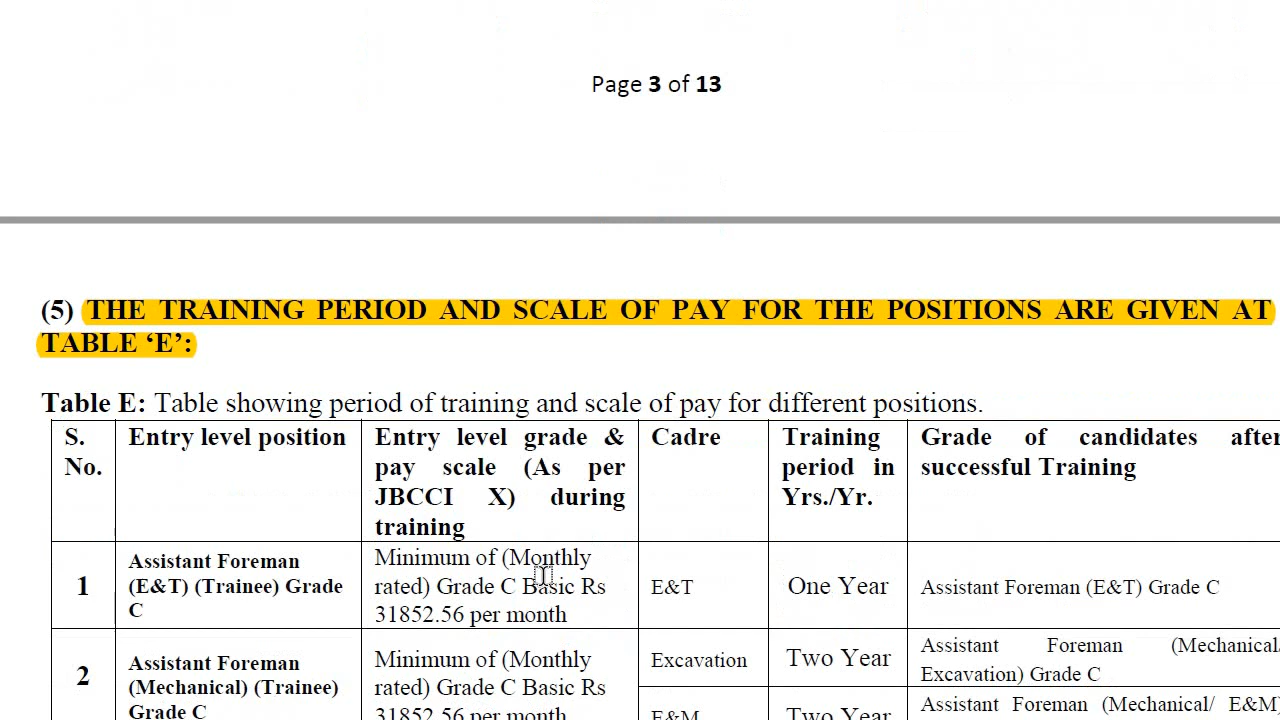 Page 3 of 13
(5) THE TRAINING PERIOD AND SCALE OF PAY FOR THE POSITIONS ARE GIVEN AT
TABLE ‘E’:
Table E: Table showing period of training and scale of pay for different positions.
S. No.
Entry level position
Entry level grade &
pay scale (As per
JBCCI X) during
training
Cadre
Training
period in
Yrs./Yr.
Grade of candidates after
successful Training
1
Assistant Foreman
(E&T) (Trainee) Grade
C
Minimum of (Monthly
rated) Grade C Basic Rs
31852.56 per month
E&T
One Year
Assistant Foreman (E&T) Grade C
2
Assistant Foreman
(Mechanical) (Trainee)
Grade C
Minimum of (Monthly
rated) Grade C Basic Rs
31852.56 per month
Excavation
Two Year
Assistant Foreman (Mechanical/
Excavation) Grade C
E&M
Two Year
Assistant Foreman (Mechanical/ E&M)